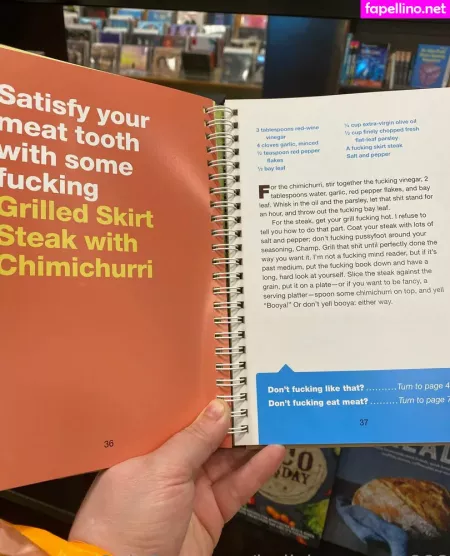 fapellino.net
Satisfy your
meat tooth
with some
fucking
Grilled Skirt
Steak with
Chimichurri
36
3 tablespoons red-wine
vinegar
4 cloves garlic, minced
½ teaspoon red pepper
flakes
½ bay leaf
¼ cup extra-virgin olive oil
½ cup finely chopped fresh
flat-leaf parsley
A fucking skirt steak
Salt and pepper
For the chimichurri, stir together the fucking vinegar, 2
tablespoons water, garlic, red pepper flakes, and bay
leaf. Whisk in the oil and the parsley, let that shit stand for
an hour, and throw out the fucking bay leaf.
For the steak, get your grill fucking hot. I refuse to
tell you how to do that part. Coat your steak with lots of
salt and pepper; don't fucking pussyfoot around your
seasoning, Champ. Grill that shit until perfectly done the
way you want it. I'm not a fucking mind reader, but if it's
past medium, put the fucking book down and have a
long, hard look at yourself. Slice the steak against the
grain, put it on a plate—or if you want to be fancy, a
serving platter—spoon some chimichurri on top, and yell
"Booya!" Or don't yell booya: either way.
Don't fucking like that? ..........Turn to page 4
Don't fucking eat meat? .........Turn to page 7
37